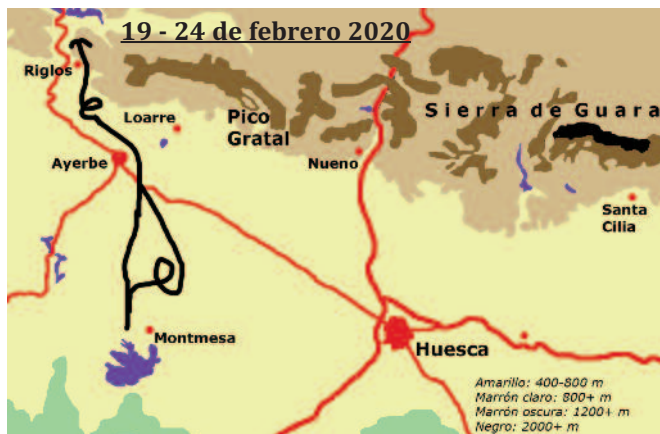 19 - 24 de febrero 2020
Riglos
Loarre
Pico
Gratal
Sierra de Guara
Ayerbe
Nueno
Santa
Cilia
Montmesa
Huesca
Amarillo: 400-800 m
Marrón claro: 800+ m
Marrón oscura: 1200+ m
Negro: 2000+ m